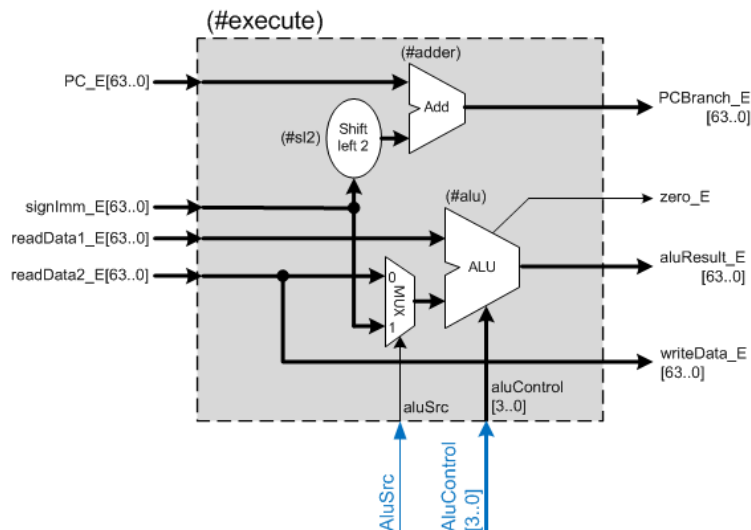 (#execute)
(#adder)
PC_E[63..0]
Add
PCBranch_E
[63..0]
Shift
left 2
(#sl2)
signImm_E[63..0]
(#alu)
zero_E
readData1_E[63..0]
ALU
aluResult_E
[63..0]
readData2_E[63..0]
0
MUX
1
writeData_E
[63..0]
aluControl
[3..0]
aluSrc
AluSrc
AluControl
[3..0]